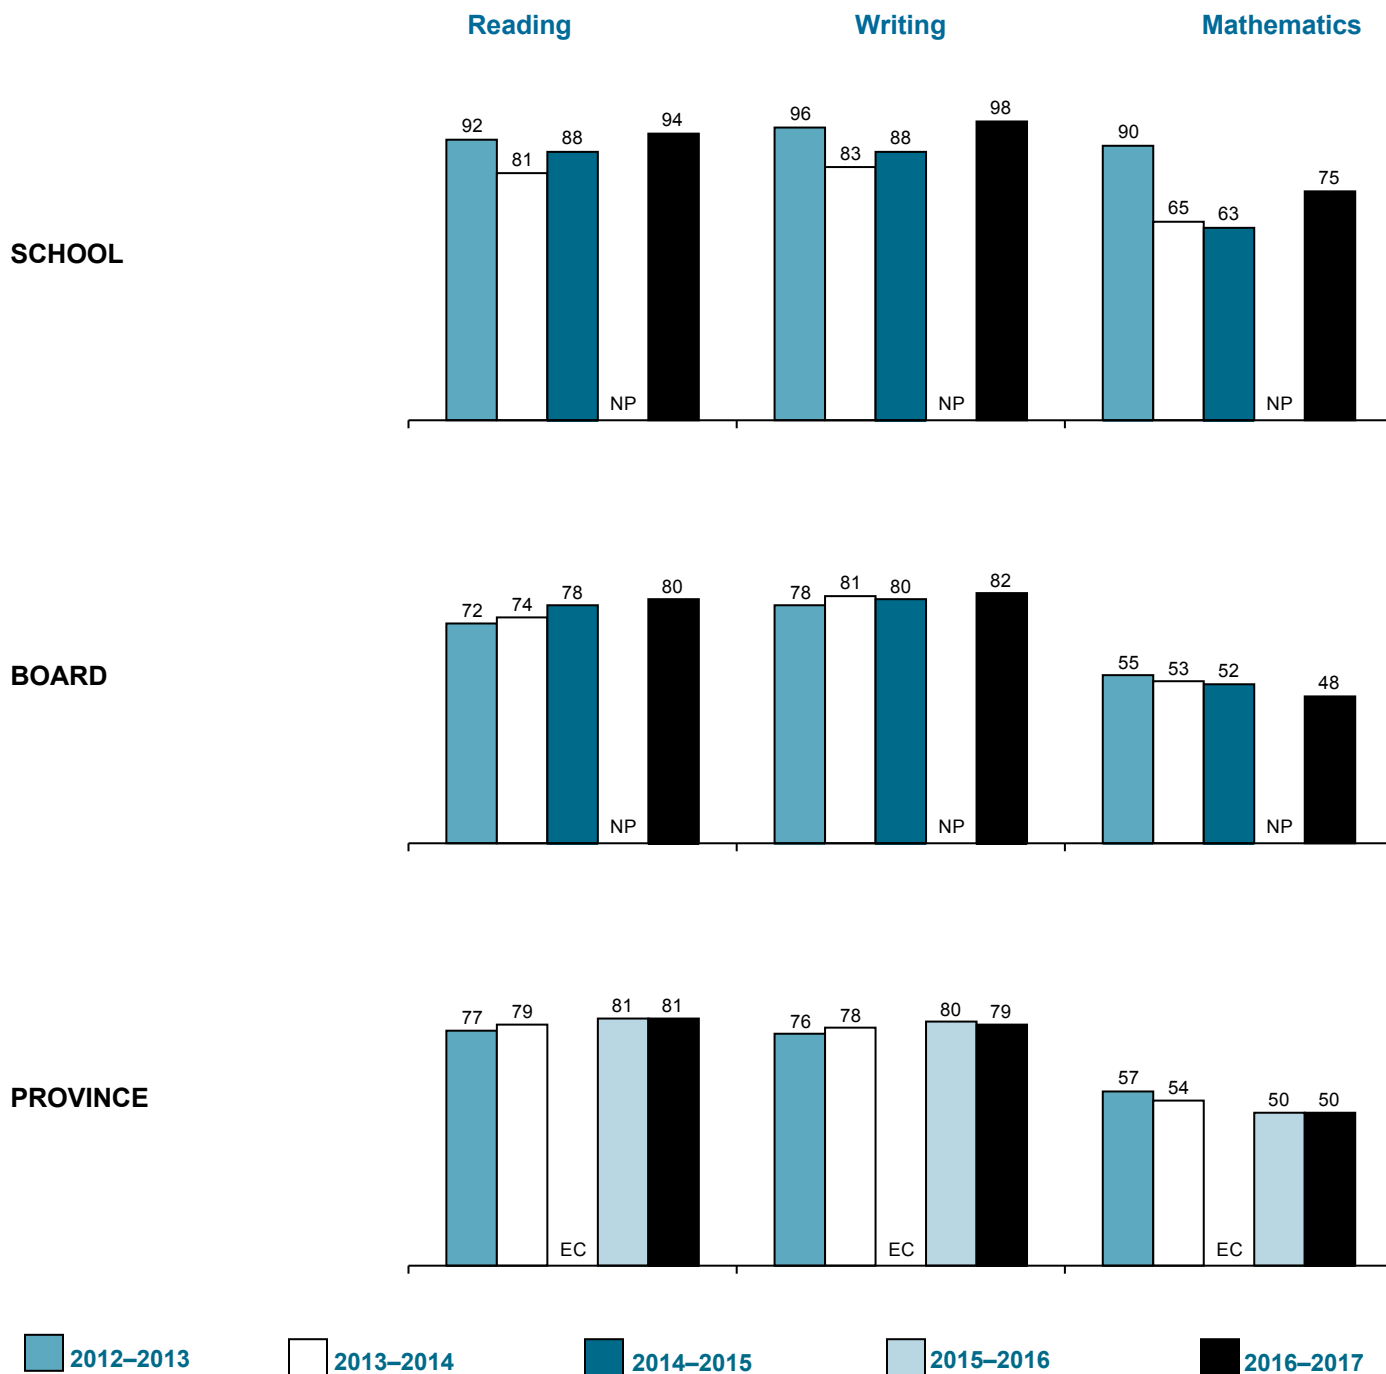 Reading Writing Mathematics
SCHOOL
92 81 88 NP 94
96 83 88 NP 98
90 65 63 NP 75
BOARD
72 74 78 NP 80
78 81 80 NP 82
55 53 52 NP 48
PROVINCE
77 79 EC 81 81
76 78 EC 80 79
57 54 EC 50 50
2012–2013 2013–2014 2014–2015 2015–2016 2016–2017